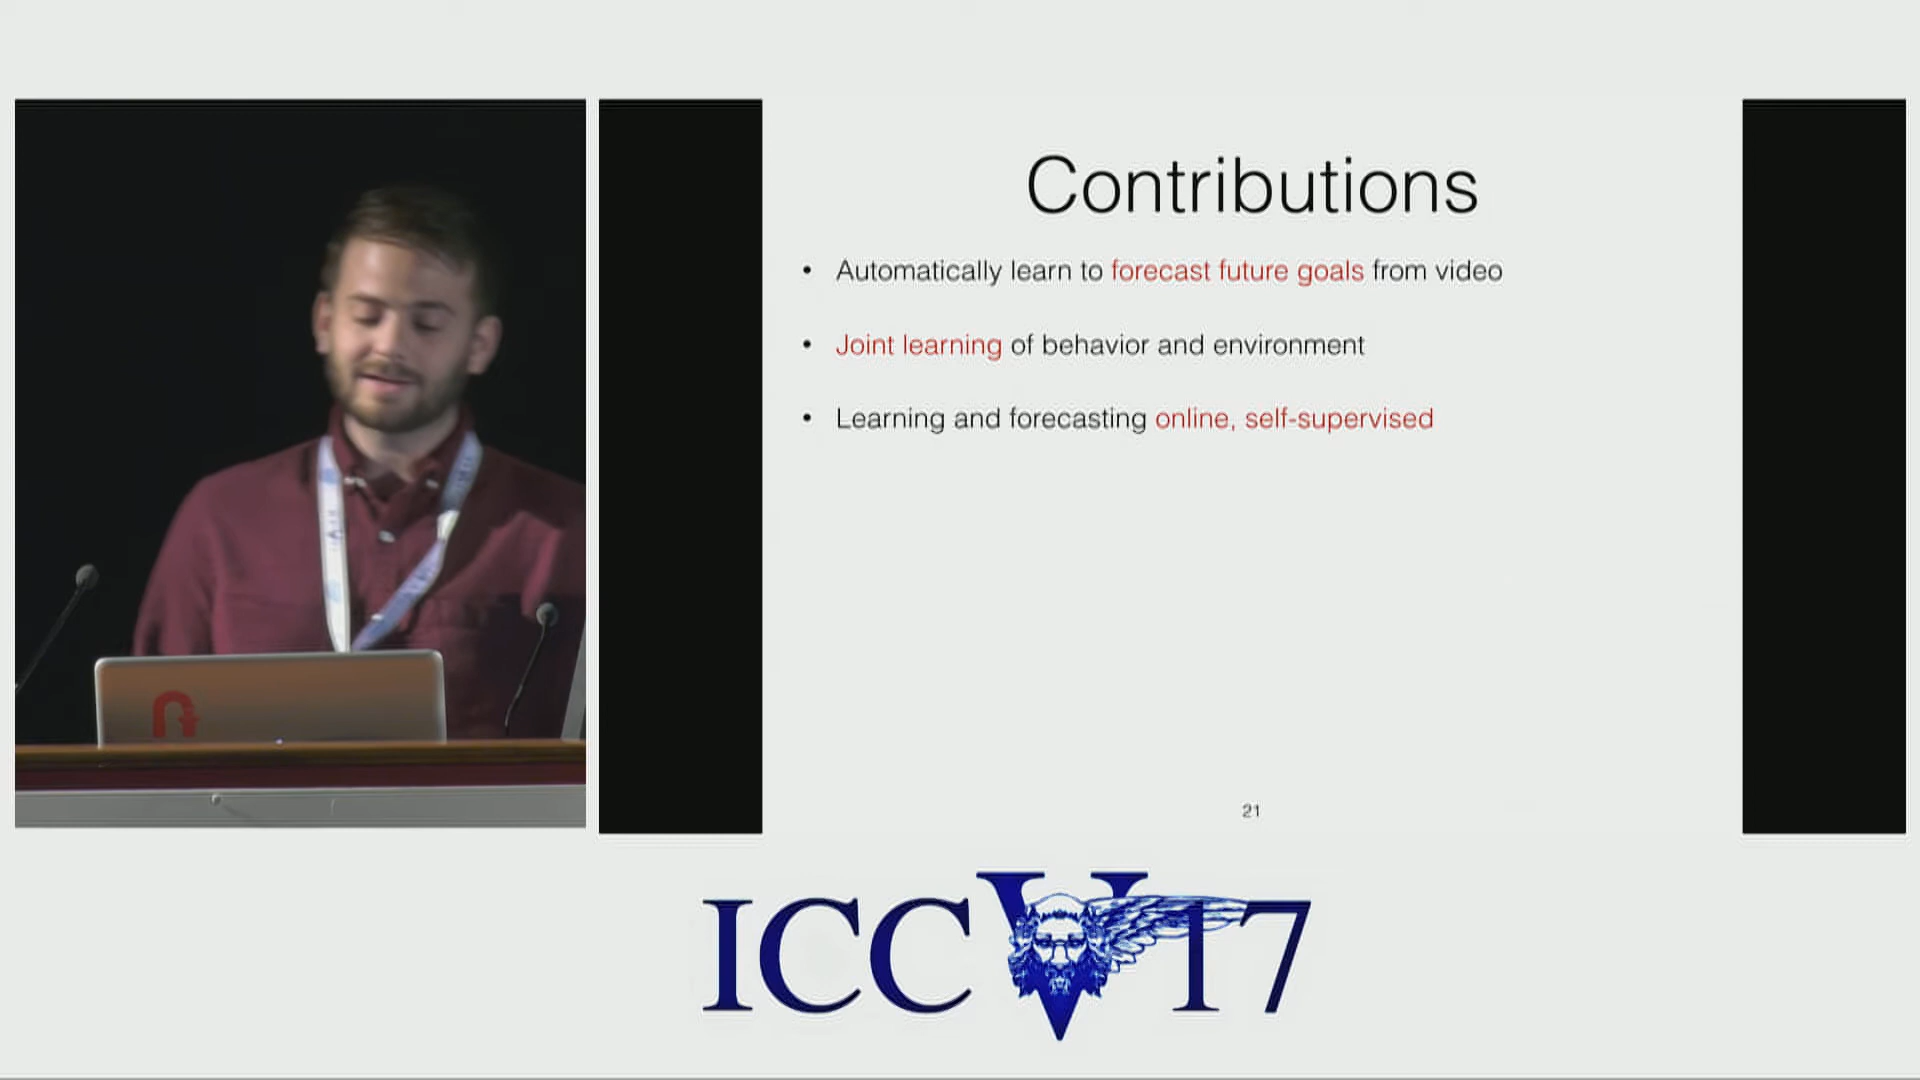 Contributions
• Automatically learn to forecast future goals from video
• Joint learning of behavior and environment
• Learning and forecasting online, self-supervised
21
ICCV17